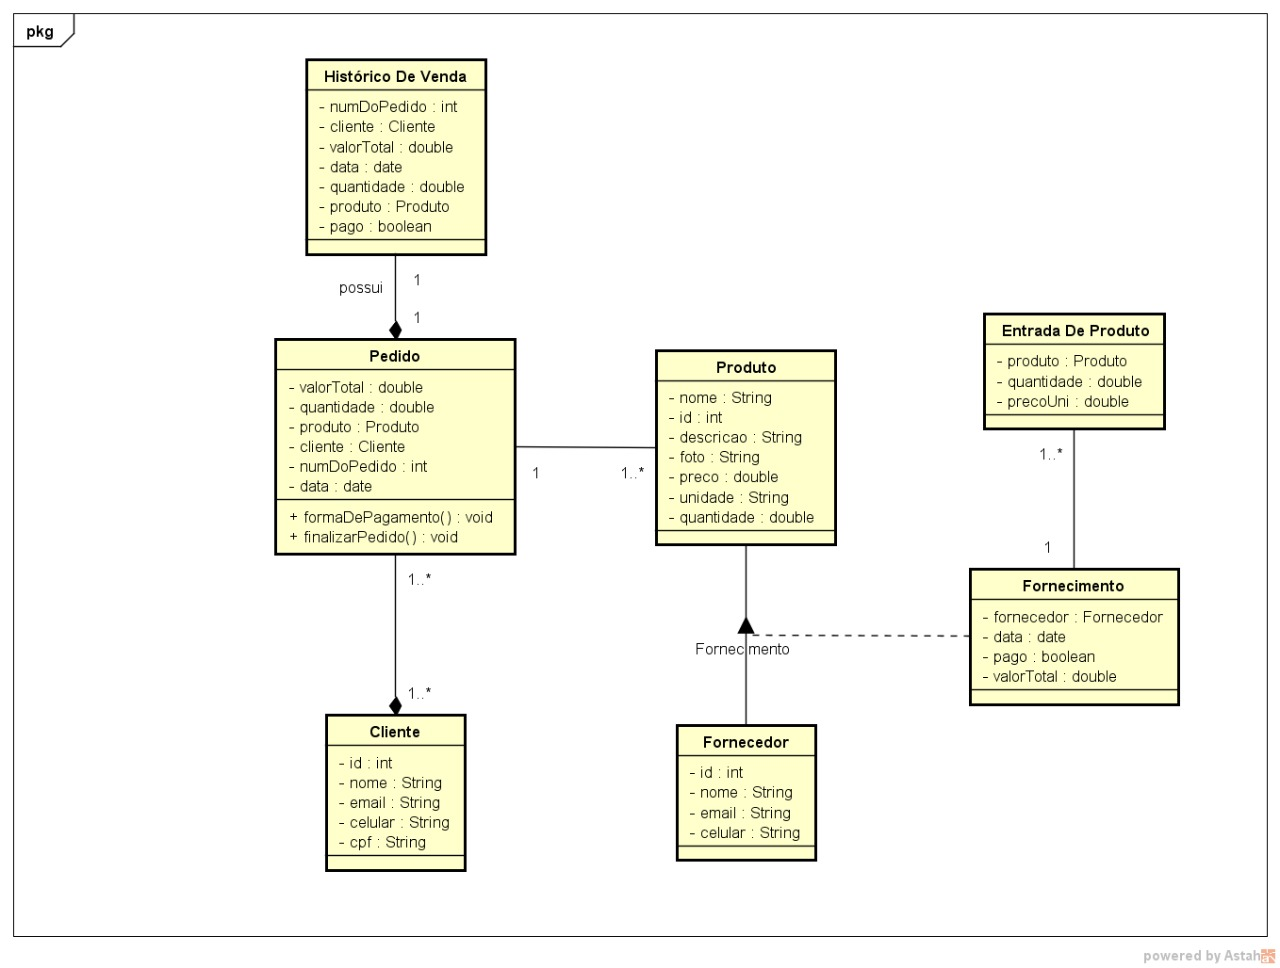 pkg
Histórico De Venda
- numDoPedido : int
- cliente : Cliente
- valorTotal : double
- data : date
- quantidade : double
- produto : Produto
- pago : boolean
1
possui
1
Pedido
- valorTotal : double
- quantidade : double
- produto : Produto
- cliente : Cliente
- numDoPedido : int
- data : date
+ formaDePagamento() : void
+ finalizarPedido() : void
1
1..*
Produto
- nome : String
- id : int
- descricao : String
- foto : String
- preco : double
- unidade : String
- quantidade : double
Entrada De Produto
- produto : Produto
- quantidade : double
- precoUni : double
1..*
1
Fornecimento
- fornecedor : Fornecedor
- data : date
- pago : boolean
- valorTotal : double
Fornecimento
1..*
1..*
Cliente
- id : int
- nome : String
- email : String
- celular : String
- cpf : String
Fornecedor
- id : int
- nome : String
- email : String
- celular : String
powered by Astah